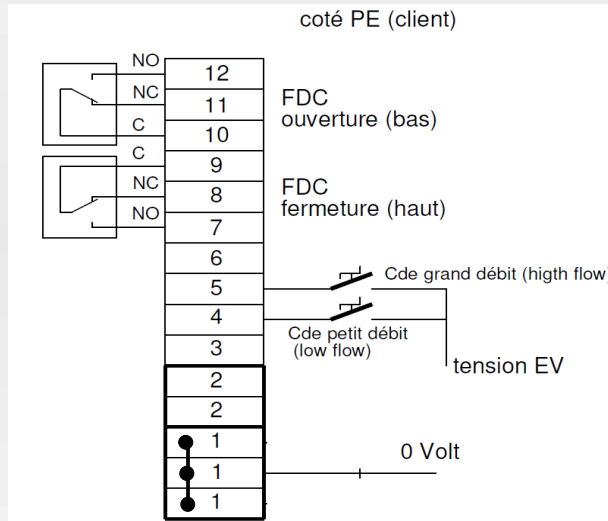 coté PE (client)
NO
12
NC
11
FDC
ouverture (bas)
C
10
C
9
NC
8
FDC
fermeture (haut)
NO
7
6
5
Cde grand débit (higth flow)
4
Cde petit débit
(low flow)
3
tension EV
2
2
1
0 Volt
1
1